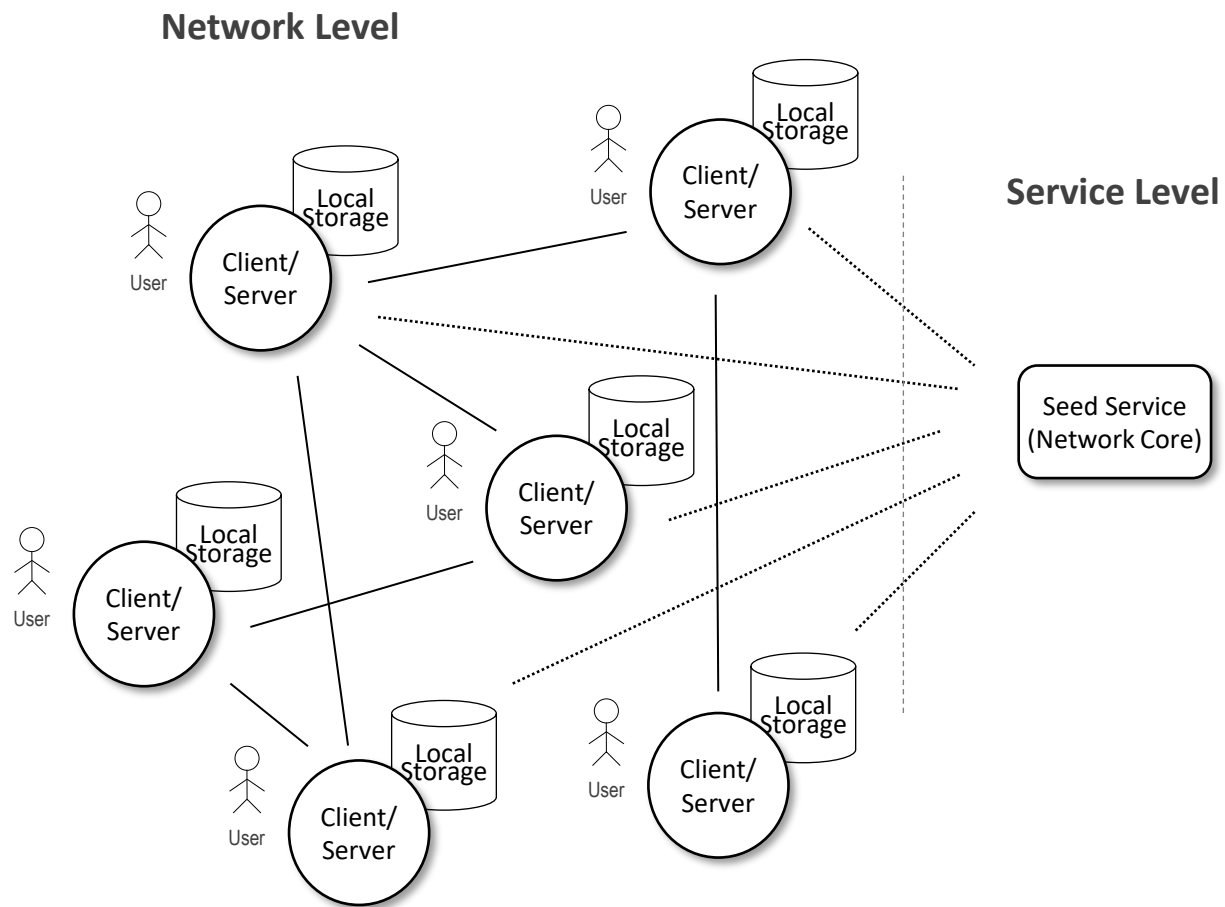 Network Level
Local
Storage
Client/
Server
User
Service Level
Local
Storage
Client/
Server
User
Seed Service
(Network Core)
Local
Storage
Client/
Server
User
Local
Storage
Client/
Server
User
Local
Storage
Client/
Server
User
Local
Storage
Client/
Server
User